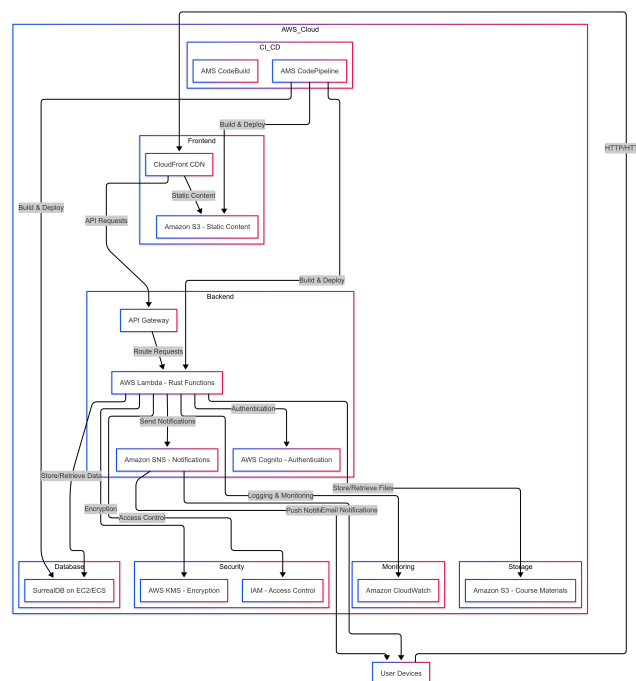 AWS_Cloud
CI_CD
AMS CodeBuild
AMS CodePipeline
Build & Deploy
Frontend
HTTP/HT
CloudFront CDN
Static Content
Build & Deploy
API Requests
Amazon S3 - Static Content
Build & Deploy
Backend
API Gateway
Route Requests
AWS Lambda - Rust Functions
Authentication
Send Notifications
Amazon SNS - Notifications
AWS Cognito - Authentication
Store/Retrieve Data
Store/Retrieve Files
Logging & Monitoring
Encryption
Push Notifi
Email Notifications
Access Control
Database
Security
Monitoring
Storage
SurrealDB on EC2/ECS
AWS KMS - Encryption
IAM - Access Control
Amazon CloudWatch
Amazon S3 - Course Materials
User Devices